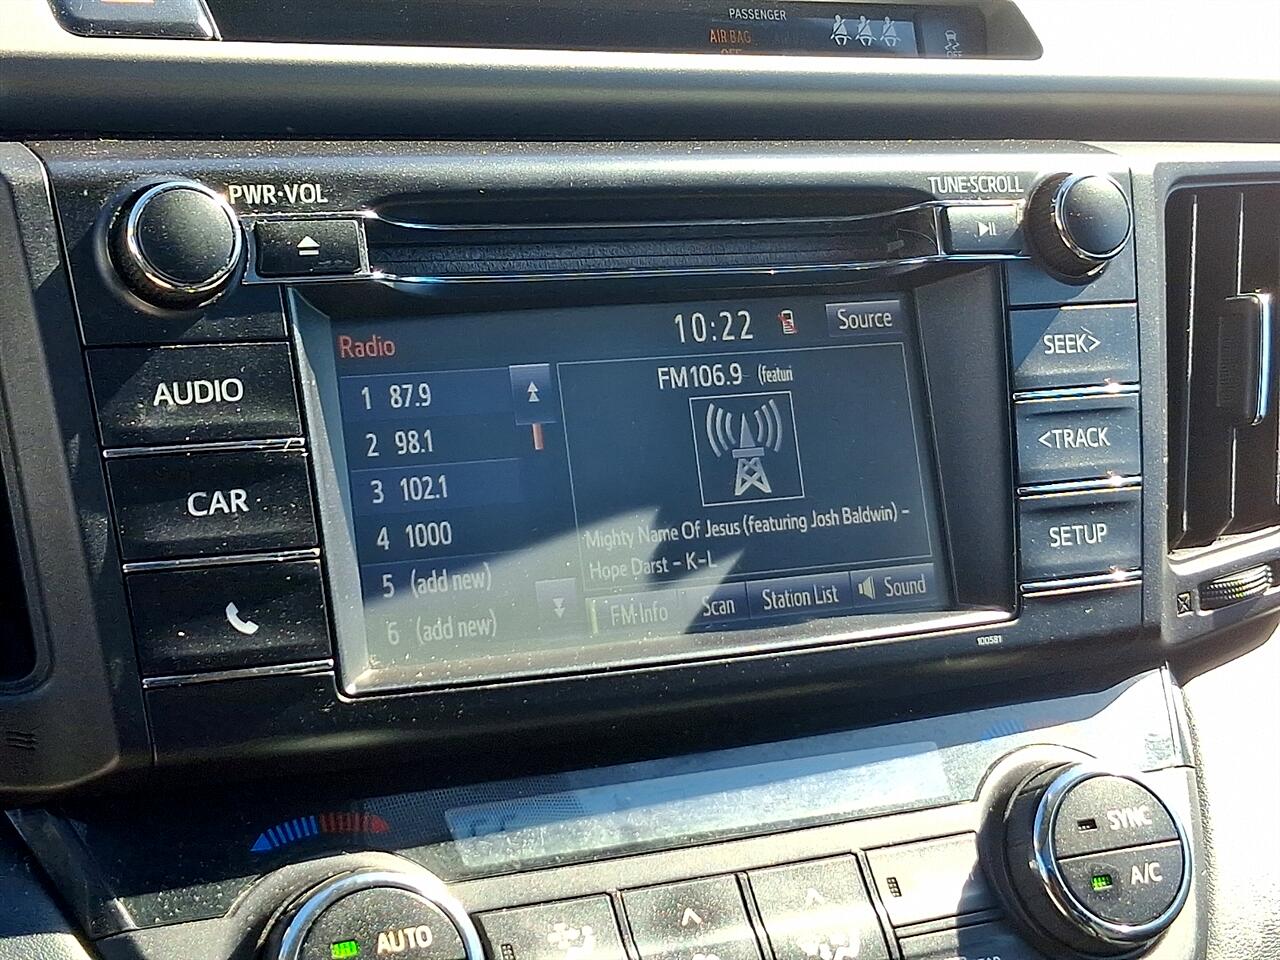 PASSENGER
AIR BAG
OFF
PWR·VOL
TUNE·SCROLL
Radio
10:22
Source
SEEK>
AUDIO
1 87.9
FM106.9 (featuri
2 98.1
<TRACK
CAR
3 102.1
4 1000
Mighty Name Of Jesus (featuring Josh Baldwin) –
Hope Darst – K-L
SETUP
5 (add new)
6 (add new)
FM-Info
Scan
Station List
Sound
100581
SYNC
A/C
AUTO